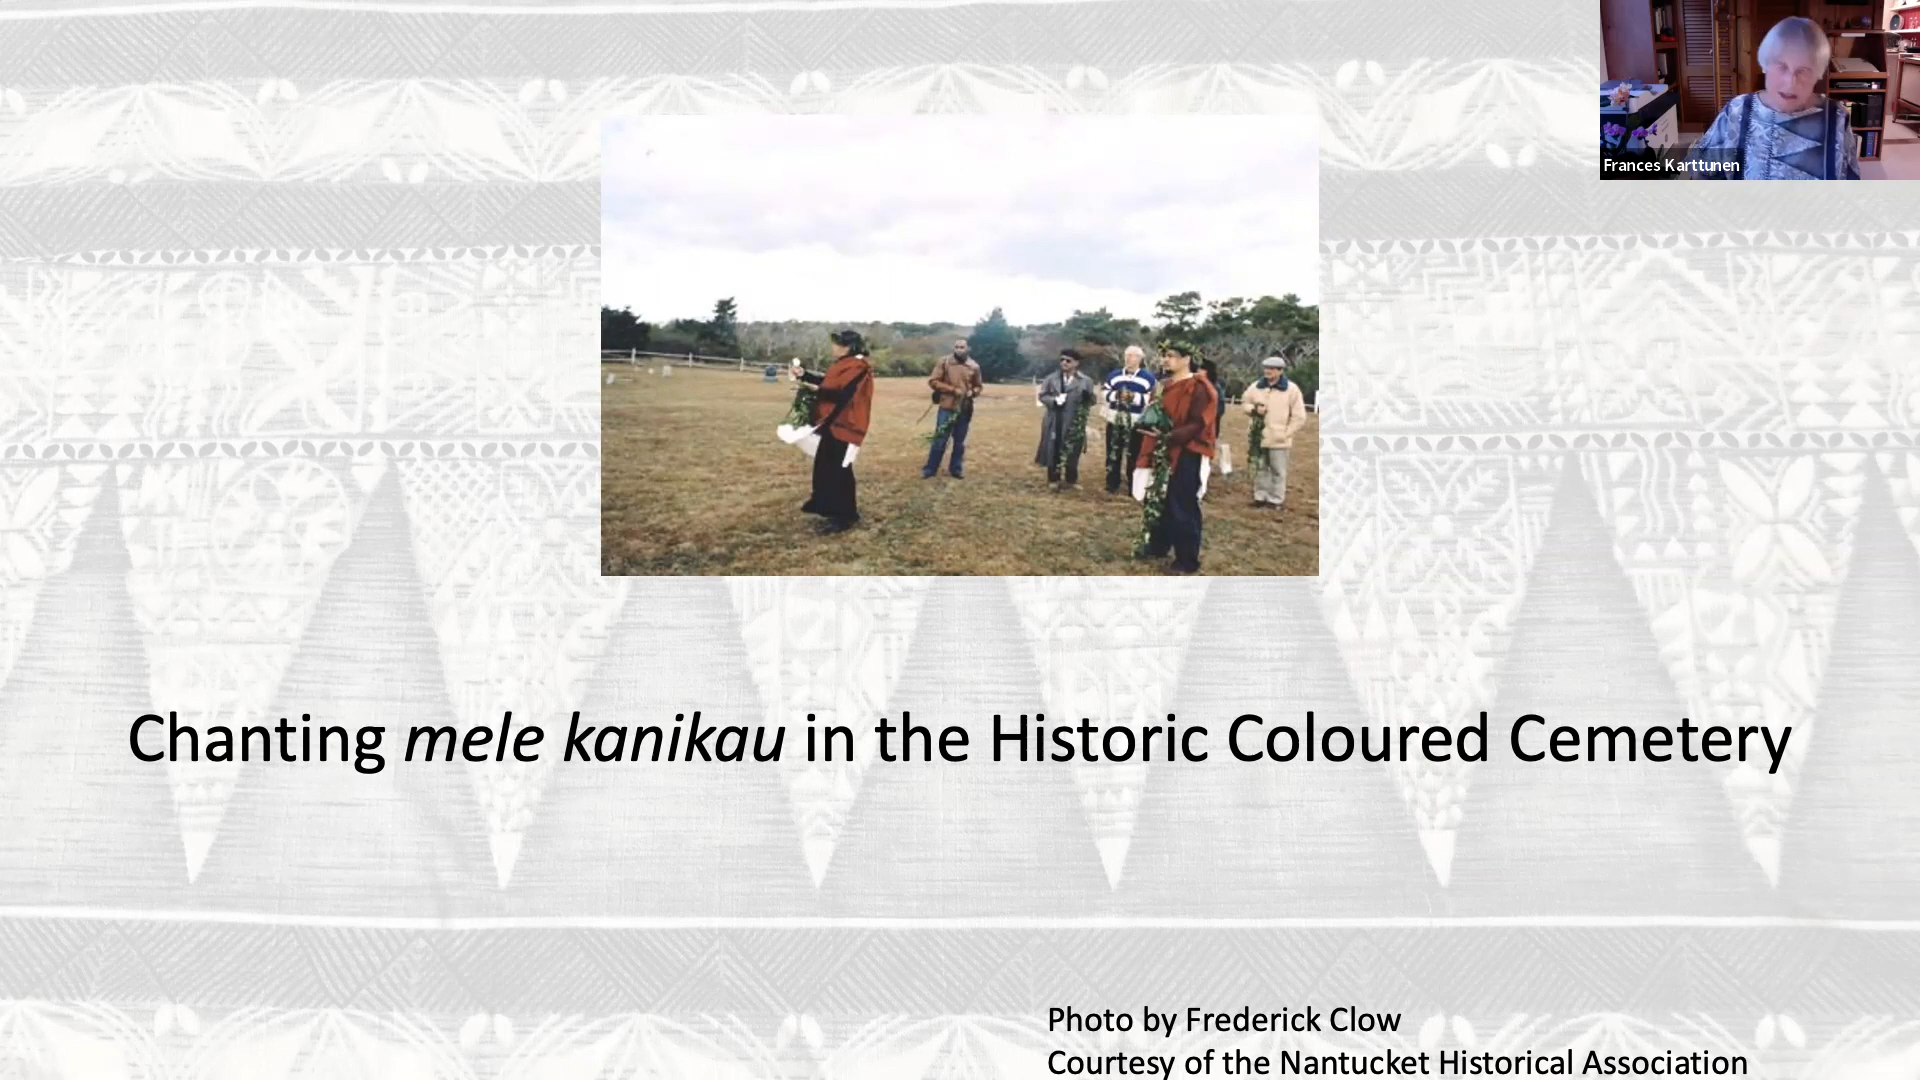 Frances Karttunen
Chanting mele kanikau in the Historic Coloured Cemetery
Photo by Frederick Clow
Courtesy of the Nantucket Historical Association